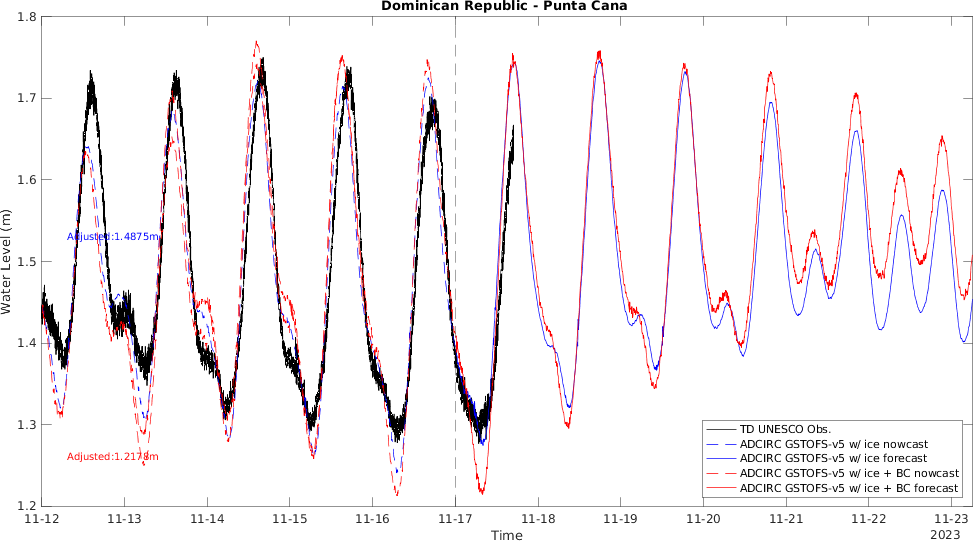 Dominican Republic - Punta Cana
1.8
1.7
1.6
1.5
1.4
1.3
1.2
Water Level (m)
Adjusted:1.4875m
Adjusted:1.2178m
TD UNESCO Obs.
ADCIRC GSTOFS-v5 w/ ice nowcast
ADCIRC GSTOFS-v5 w/ ice forecast
ADCIRC GSTOFS-v5 w/ ice + BC nowcast
ADCIRC GSTOFS-v5 w/ ice + BC forecast
11-12 11-13 11-14 11-15 11-16 11-17 11-18 11-19 11-20 11-21 11-22 11-23
Time
2023